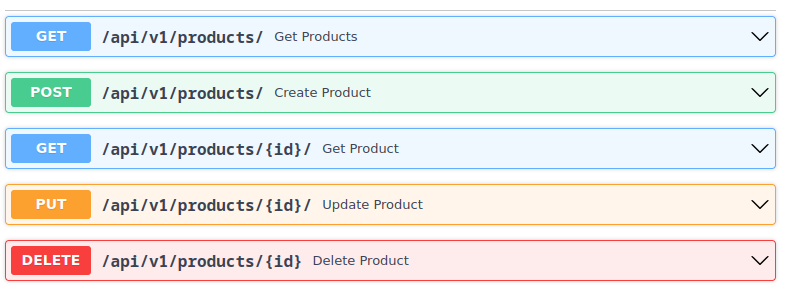 GET /api/v1/products/ Get Products
POST /api/v1/products/ Create Product
GET /api/v1/products/{id}/ Get Product
PUT /api/v1/products/{id}/ Update Product
DELETE /api/v1/products/{id} Delete Product